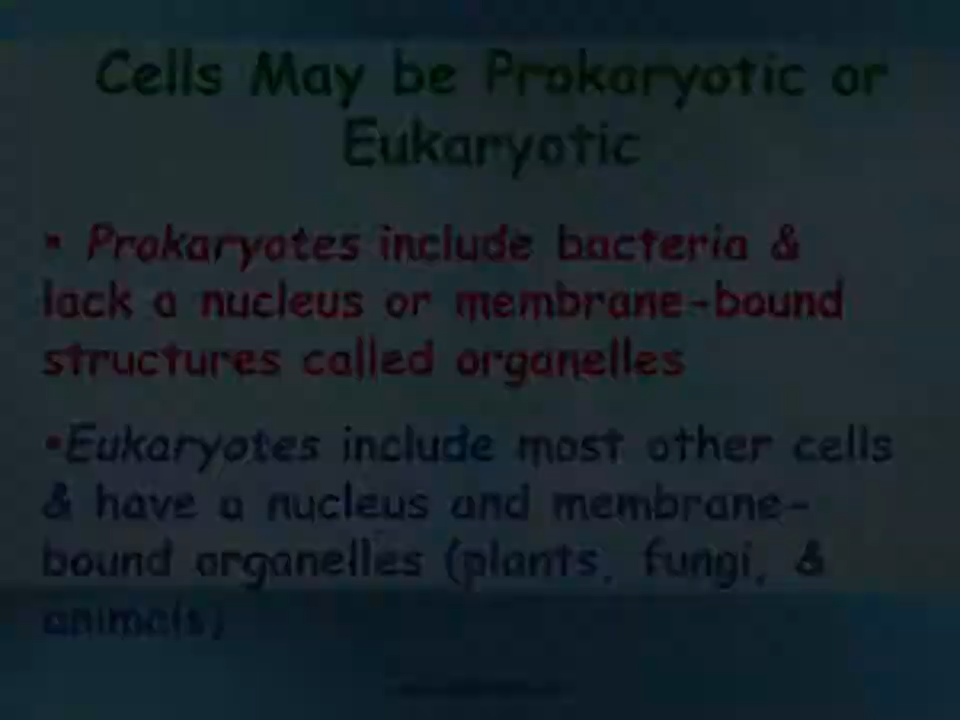 Cells May be Prokaryotic or
Eukaryotic
• Prokaryotes include bacteria &
lack a nucleus or membrane-bound
structures called organelles
•Eukaryotes include most other cells
& have a nucleus and membrane-
bound organelles (plants, fungi, &
animals)